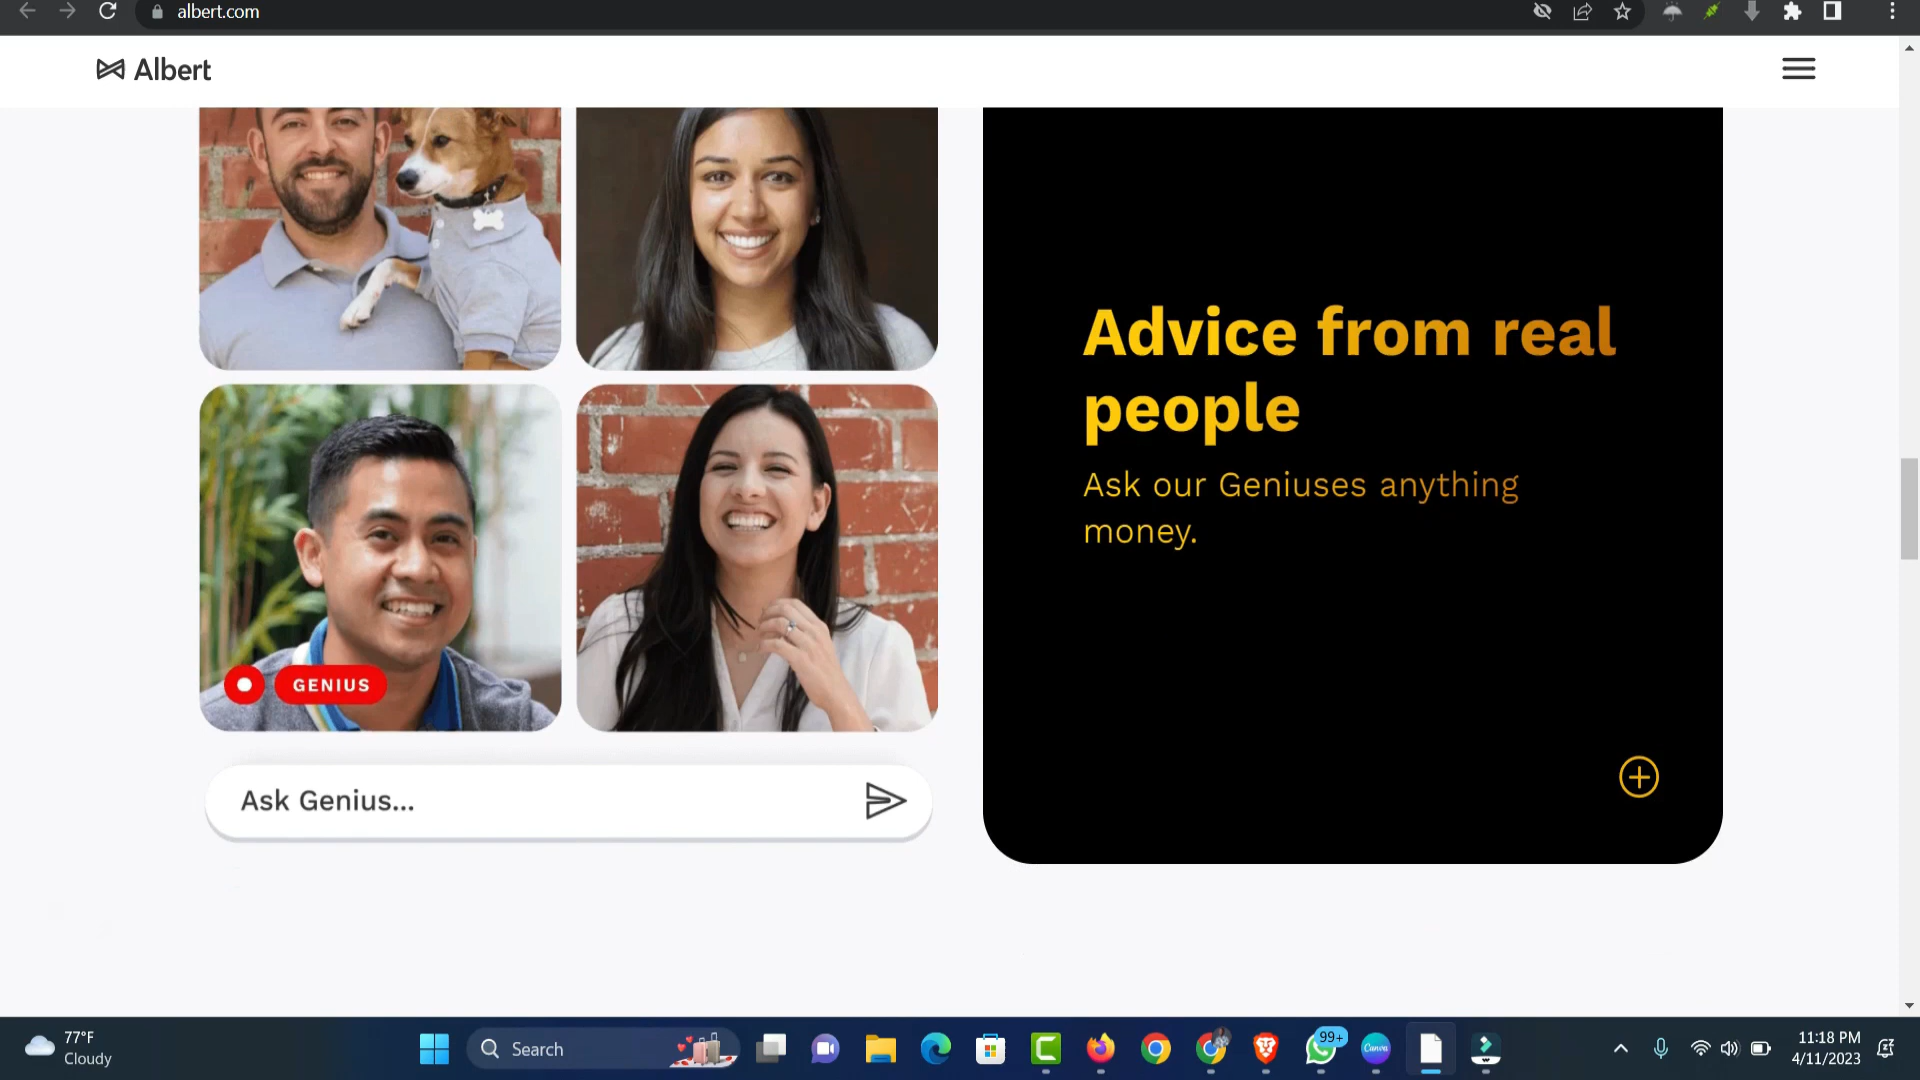 albert.com
Albert
Advice from real
people
Ask our Geniuses anything
money.
GENIUS
Ask Genius...
77°F
Cloudy
Search
99+
Canva
11:18 PM
4/11/2023